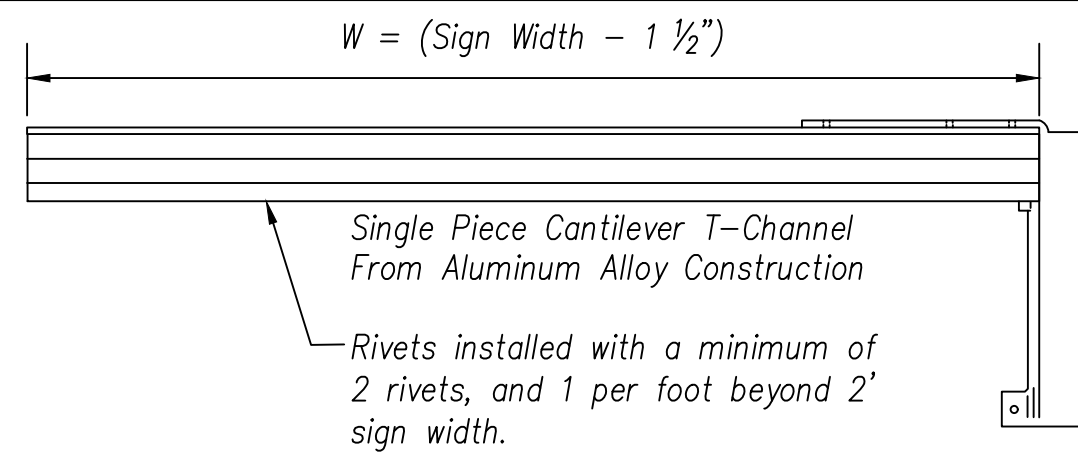 W = (Sign Width - 1 ½")
Single Piece Cantilever T-Channel
From Aluminum Alloy Construction
Rivets installed with a minimum of
2 rivets, and 1 per foot beyond 2'
sign width.